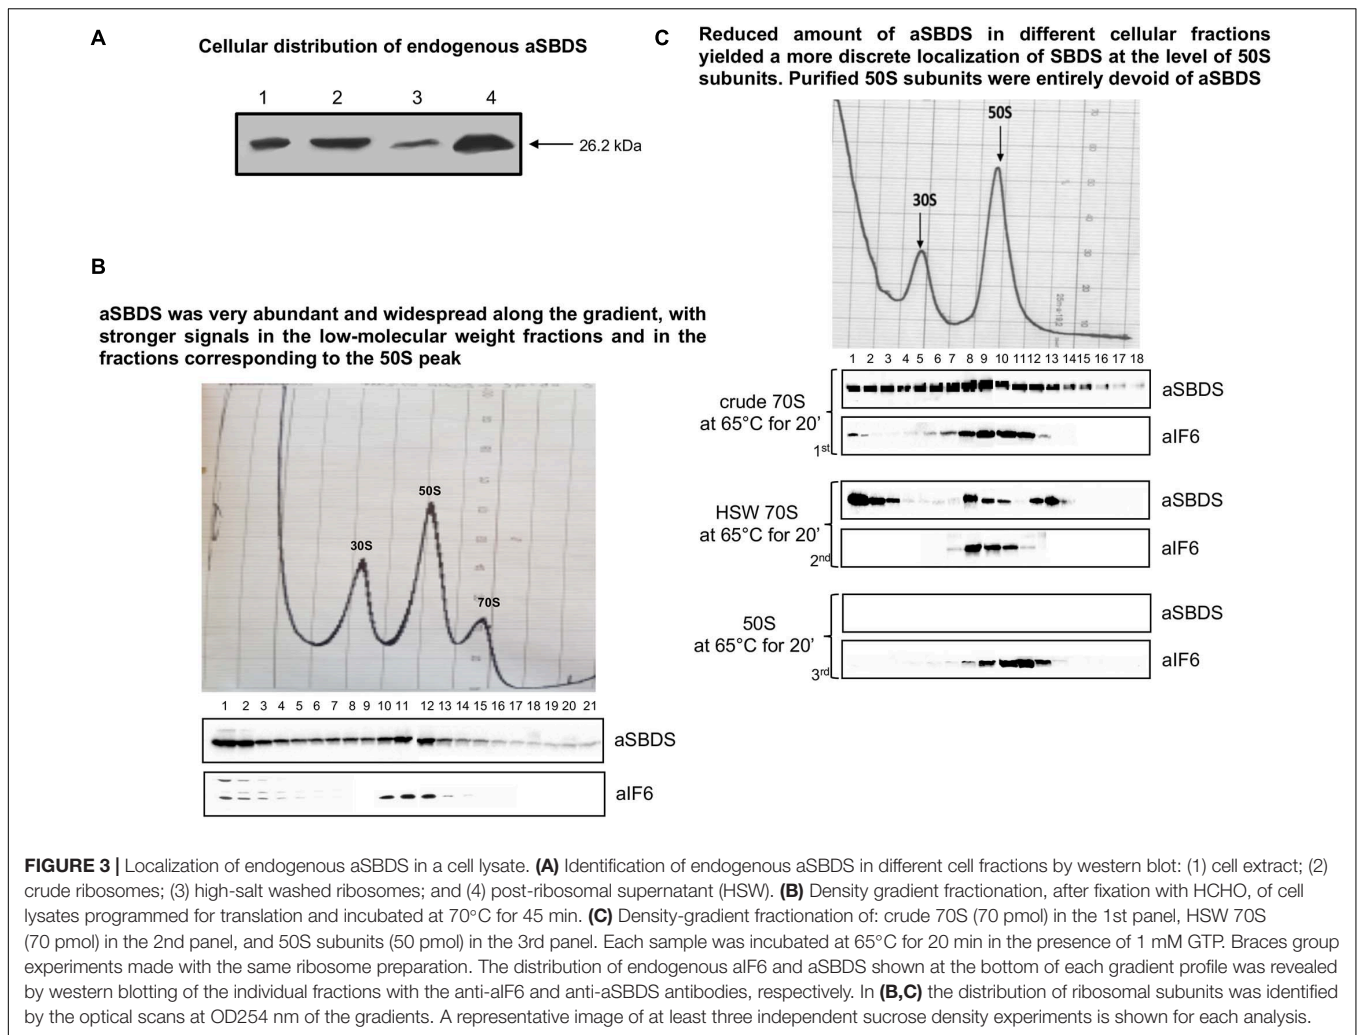 A
Cellular distribution of endogenous aSBDS
1 2 3 4
26.2 kDa
B
aSBDS was very abundant and widespread along the gradient, with
stronger signals in the low-molecular weight fractions and in the
fractions corresponding to the 50S peak
50S
30S
70S
1 2 3 4 5 6 7 8 9 10 11 12 13 14 15 16 17 18 19 20 21
aSBDS
aIF6
C
Reduced amount of aSBDS in different cellular fractions
yielded a more discrete localization of SBDS at the level of 50S
subunits. Purified 50S subunits were entirely devoid of aSBDS
50S
30S
1 2 3 4 5 6 7 8 9 10 11 12 13 14 15 16 17 18
crude 70S
at 65°C for 20’
1st
aSBDS
aIF6
HSW 70S
at 65°C for 20’
2nd
aSBDS
aIF6
50S
at 65°C for 20’
3rd
aSBDS
aIF6
FIGURE 3 | Localization of endogenous aSBDS in a cell lysate. (A) Identification of endogenous aSBDS in different cell fractions by western blot: (1) cell extract; (2)
crude ribosomes; (3) high-salt washed ribosomes; and (4) post-ribosomal supernatant (HSW). (B) Density gradient fractionation, after fixation with HCHO, of cell
lysates programmed for translation and incubated at 70°C for 45 min. (C) Density-gradient fractionation of: crude 70S (70 pmol) in the 1st panel, HSW 70S
(70 pmol) in the 2nd panel, and 50S subunits (50 pmol) in the 3rd panel. Each sample was incubated at 65°C for 20 min in the presence of 1 mM GTP. Braces group
experiments made with the same ribosome preparation. The distribution of endogenous aIF6 and aSBDS shown at the bottom of each gradient profile was revealed
by western blotting of the individual fractions with the anti-aIF6 and anti-aSBDS antibodies, respectively. In (B,C) the distribution of ribosomal subunits was identified
by the optical scans at OD254 nm of the gradients. A representative image of at least three independent sucrose density experiments is shown for each analysis.